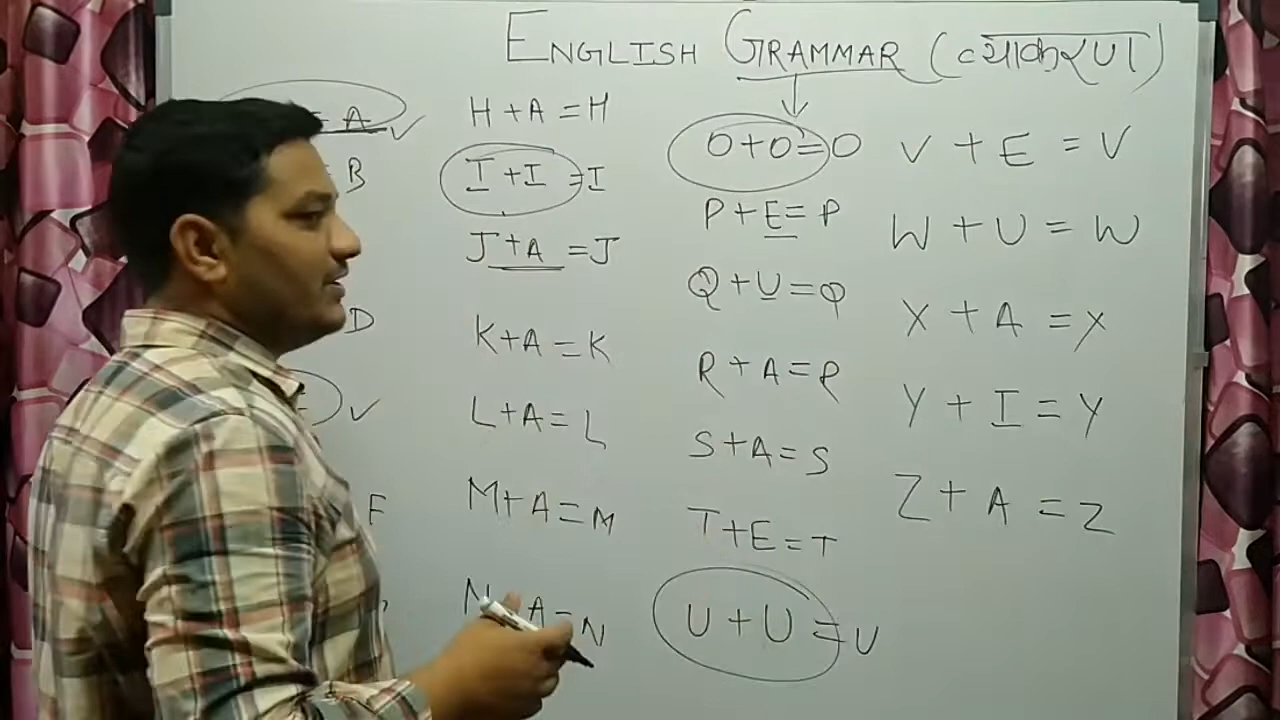 ENGLISH GRAMMAR (व्याकरण)
= A
= B
D
F
H + A = H
I + I = I
J + A = J
K + A = K
L + A = L
M + A = M
N A = N
O + O = O
P + E = P
Q + U = Q
R + A = R
S + A = S
T + E = T
U + U = U
V + E = V
W + U = W
X + A = X
Y + I = Y
Z + A = Z